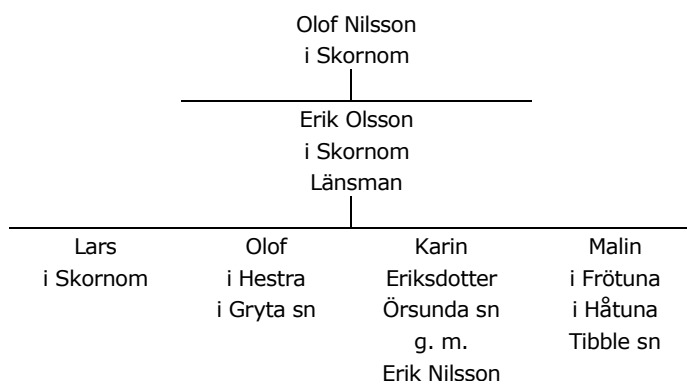 Olof Nilsson
i Skornom
Erik Olsson
i Skornom
Länsman
Lars
i Skornom
Olof
i Hestra
i Gryta sn
Karin
Eriksdotter
Örsunda sn
g. m.
Erik Nilsson
Malin
i Frötuna
i Håtuna
Tibble sn